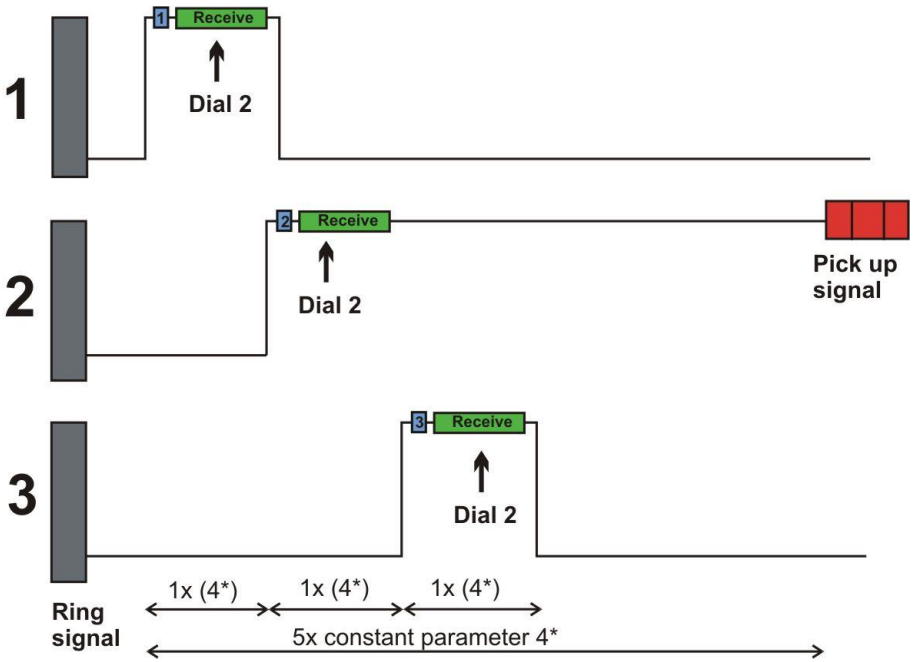 1
1 Receive
Dial 2
2
2 Receive
Dial 2
Pick up
signal
3
3 Receive
Dial 2
Ring
signal
1x (4*) 1x (4*) 1x (4*)
5x constant parameter 4*